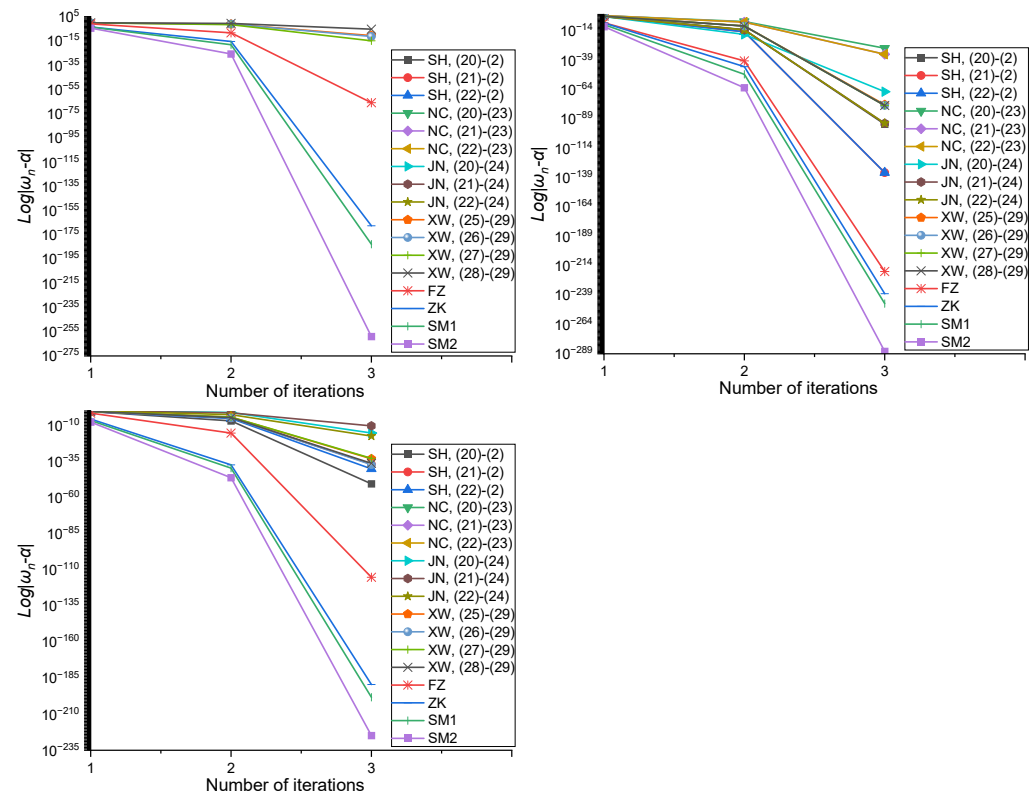 10^5
10^−15
10^−35
10^−55
10^−75
10^−95
10^−115
10^−135
10^−155
10^−175
10^−195
10^−215
10^−235
10^−255
10^−275
Log|ω_n-α|
1
2
3
Number of iterations
SH, (20)-(2)
SH, (21)-(2)
SH, (22)-(2)
NC, (20)-(23)
NC, (21)-(23)
NC, (22)-(23)
JN, (20)-(24)
JN, (21)-(24)
JN, (22)-(24)
XW, (25)-(29)
XW, (26)-(29)
XW, (27)-(29)
XW, (28)-(29)
FZ
ZK
SM1
SM2
10^−14
10^−39
10^−64
10^−89
10^−114
10^−139
10^−164
10^−189
10^−214
10^−239
10^−264
10^−289
Log|ω_n-α|
1
2
3
Number of iterations
SH, (20)-(2)
SH, (21)-(2)
SH, (22)-(2)
NC, (20)-(23)
NC, (21)-(23)
NC, (22)-(23)
JN, (20)-(24)
JN, (21)-(24)
JN, (22)-(24)
XW, (25)-(29)
XW, (26)-(29)
XW, (27)-(29)
XW, (28)-(29)
FZ
ZK
SM1
SM2
10^−10
10^−35
10^−60
10^−85
10^−110
10^−135
10^−160
10^−185
10^−210
10^−235
Log|ω_n-α|
1
2
3
Number of iterations
SH, (20)-(2)
SH, (21)-(2)
SH, (22)-(2)
NC, (20)-(23)
NC, (21)-(23)
NC, (22)-(23)
JN, (20)-(24)
JN, (21)-(24)
JN, (22)-(24)
XW, (25)-(29)
XW, (26)-(29)
XW, (27)-(29)
XW, (28)-(29)
FZ
ZK
SM1
SM2